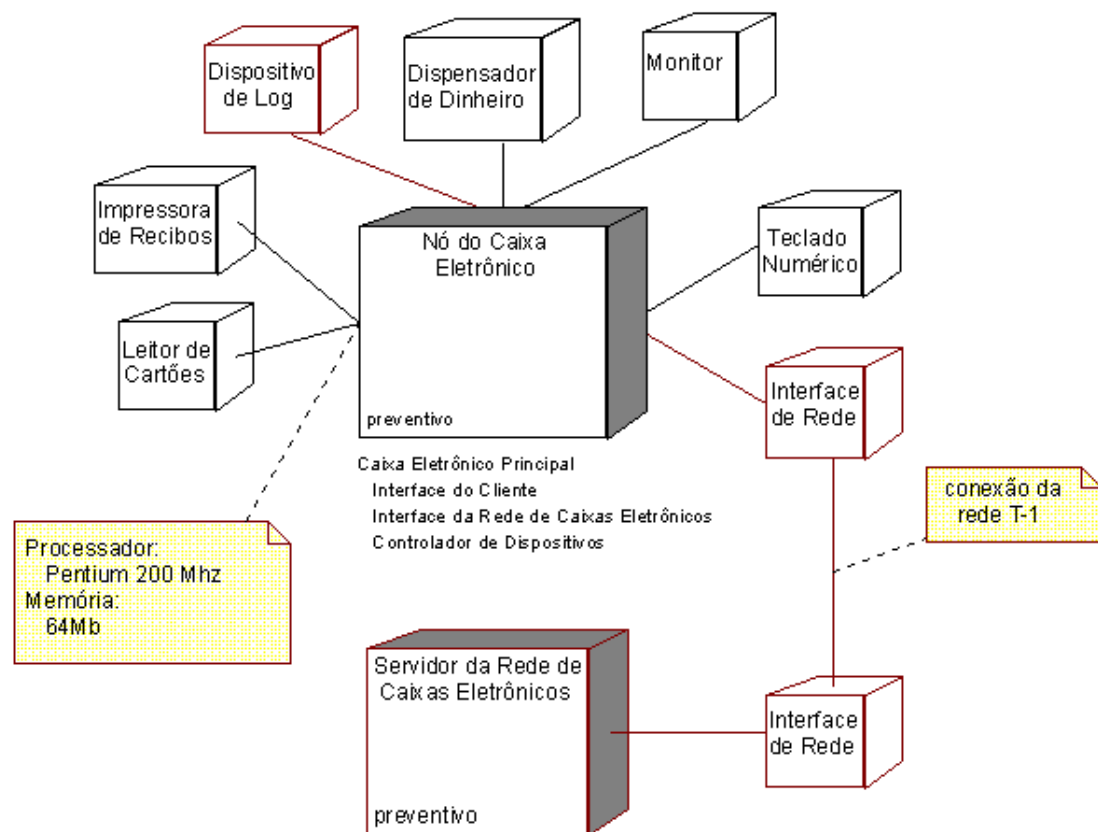 Dispositivo
de Log
Dispensador
de Dinheiro
Monitor
Impressora
de Recibos
Nó do Caixa
Eletrônico
preventivo
Teclado
Numérico
Leitor de
Cartões
Interface
de Rede
Caixa Eletrônico Principal
Interface do Cliente
Interface da Rede de Caixas Eletrônicos
Controlador de Dispositivos
conexão da
rede T-1
Processador:
Pentium 200 Mhz
Memória:
64Mb
Servidor da Rede de
Caixas Eletrônicos
preventivo
Interface
de Rede